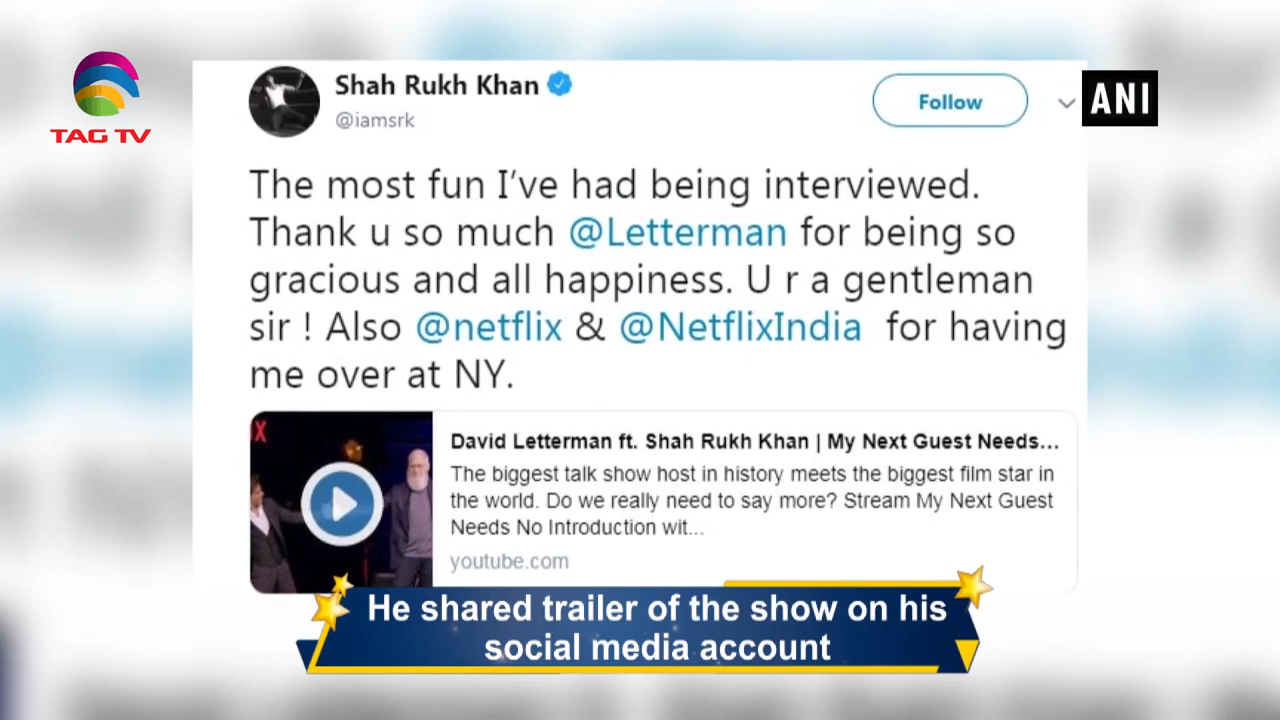 TAG TV
Shah Rukh Khan
@iamsrk
Follow
ANI
The most fun I've had being interviewed.
Thank u so much @Letterman for being so
gracious and all happiness. U r a gentleman
sir ! Also @netflix & @NetflixIndia for having
me over at NY.
X
David Letterman ft. Shah Rukh Khan | My Next Guest Needs...
The biggest talk show host in history meets the biggest film star in
the world. Do we really need to say more? Stream My Next Guest
Needs No Introduction wit...
youtube.com
He shared trailer of the show on his
social media account